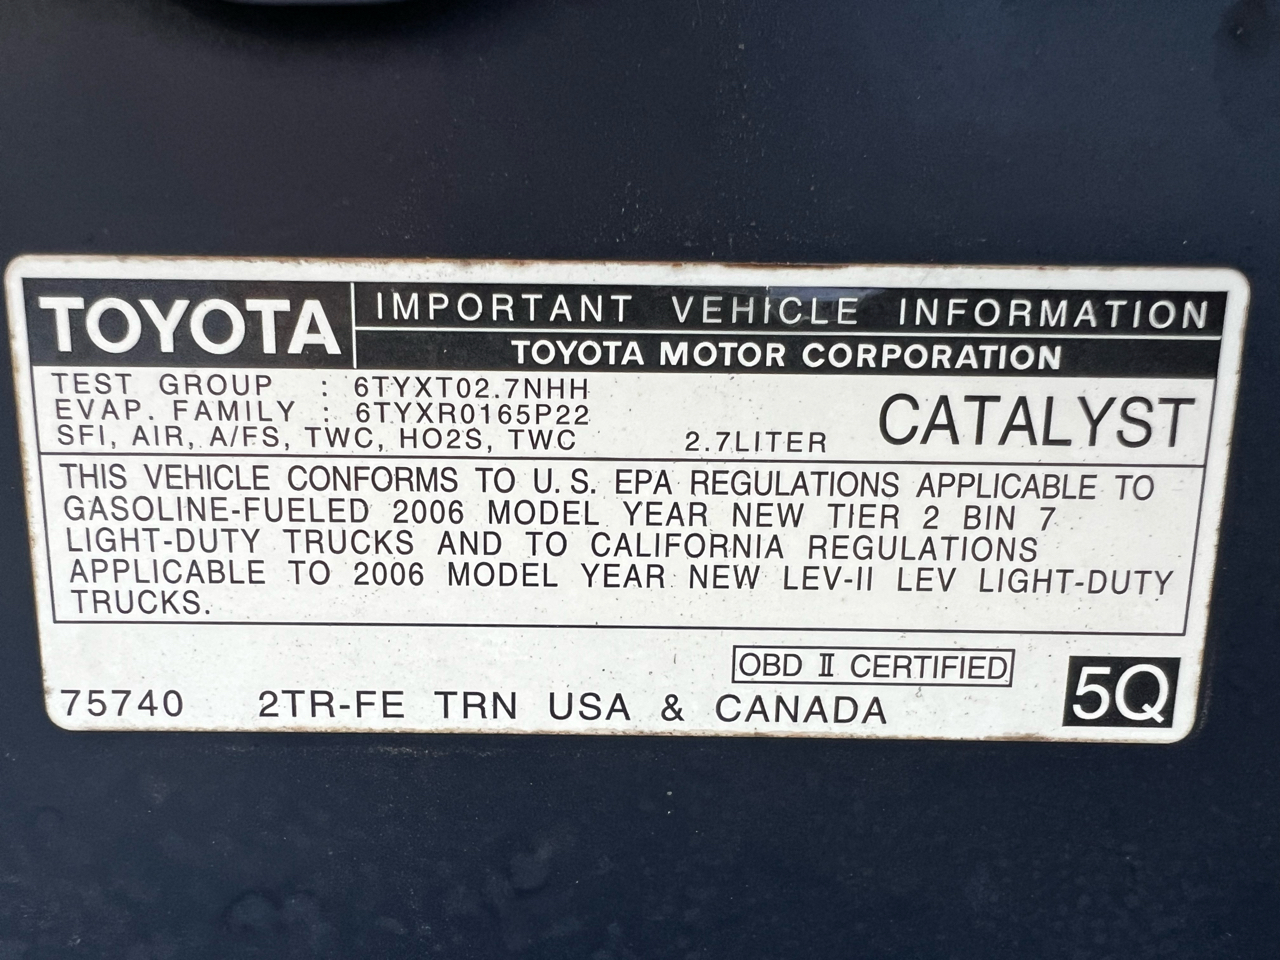 TOYOTA
IMPORTANT VEHICLE INFORMATION
TOYOTA MOTOR CORPORATION
TEST GROUP : 6TYXT02.7NHH
EVAP. FAMILY : 6TYXR0165P22
SFI, AIR, A/FS, TWC, HO2S, TWC 2.7LITER
CATALYST
THIS VEHICLE CONFORMS TO U.S. EPA REGULATIONS APPLICABLE TO
GASOLINE-FUELED 2006 MODEL YEAR NEW TIER 2 BIN 7
LIGHT-DUTY TRUCKS AND TO CALIFORNIA REGULATIONS
APPLICABLE TO 2006 MODEL YEAR NEW LEV-II LEV LIGHT-DUTY
TRUCKS.
OBD II CERTIFIED
75740 2TR-FE TRN USA & CANADA
5Q